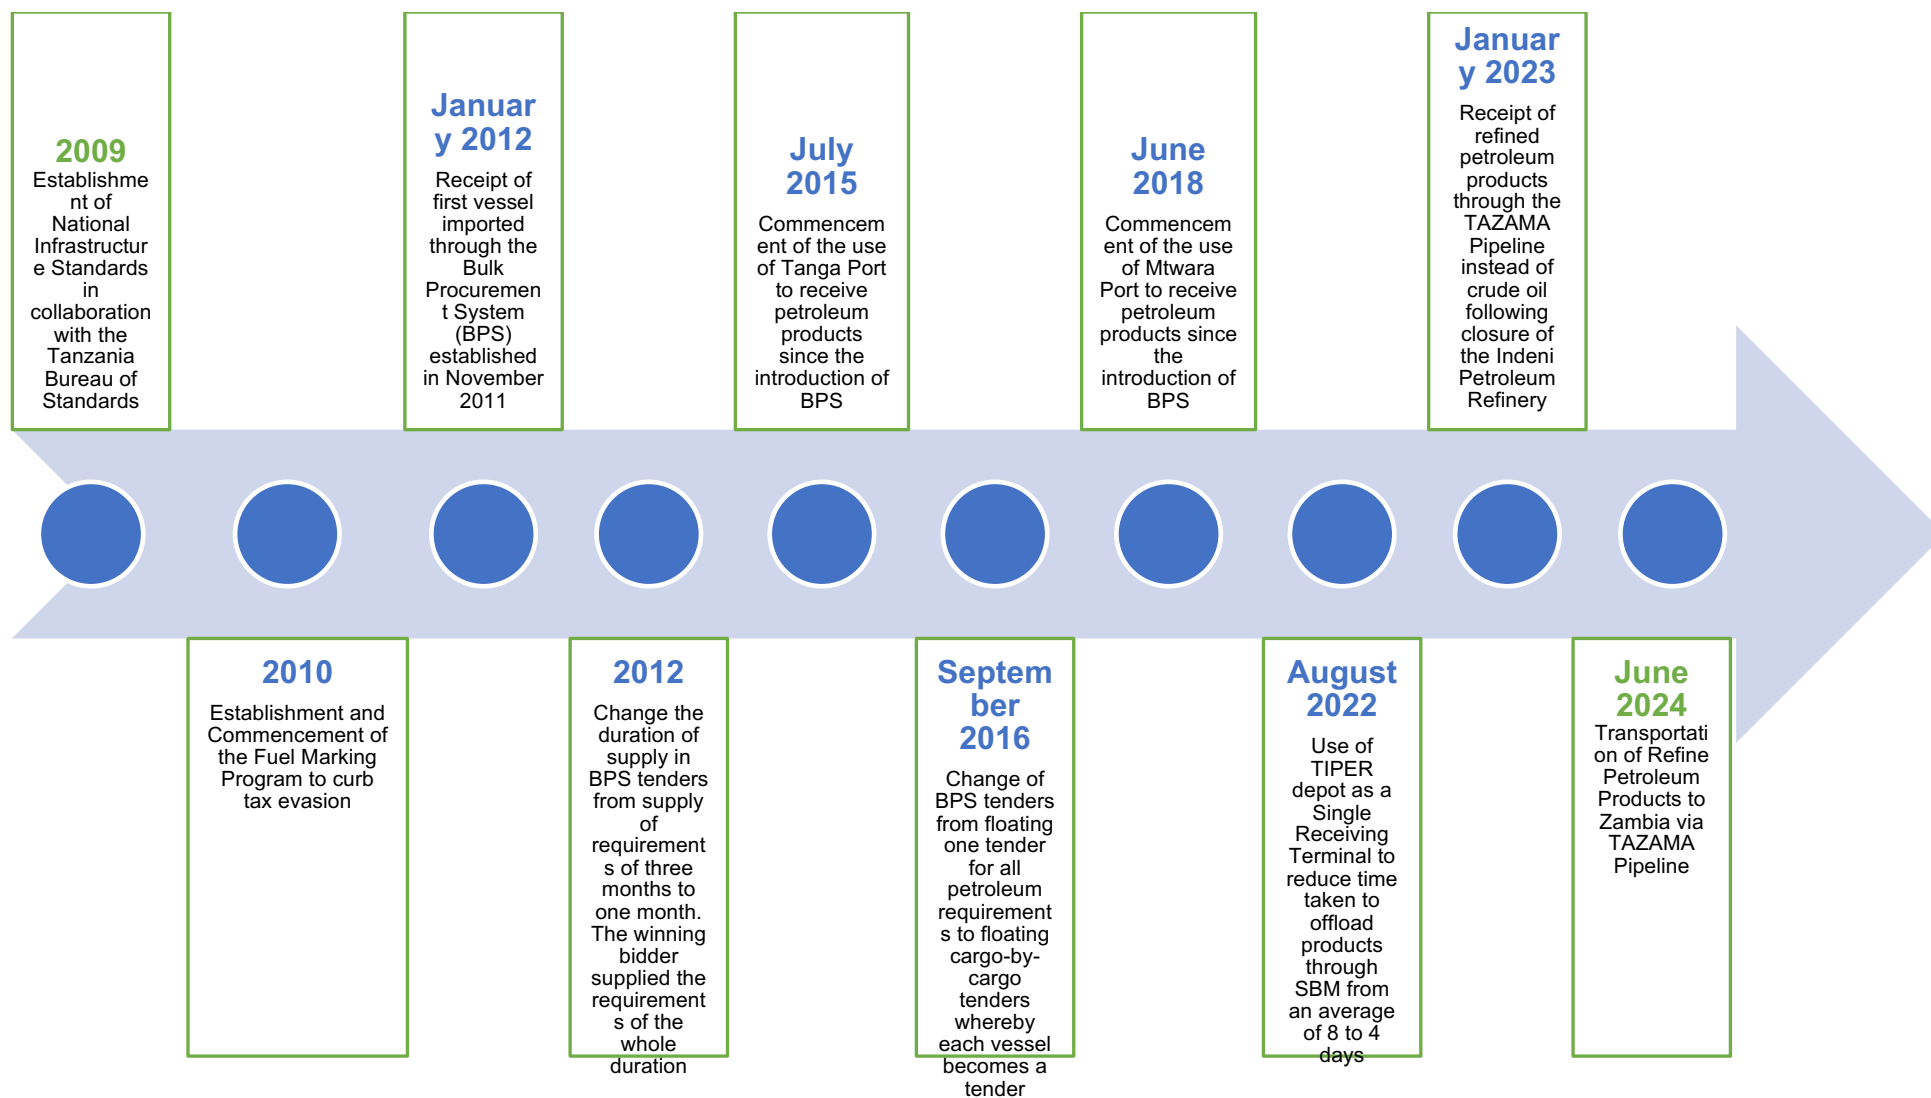 2009
Establishme
nt of
National
Infrastructur
e Standards
in
collaboration
with the
Tanzania
Bureau of
Standards
2010
Establishment and
Commencement of
the Fuel Marking
Program to curb
tax evasion
Januar
y 2012
Receipt of
first vessel
imported
through the
Bulk
Procuremen
t System
(BPS)
established
in November
2011
2012
Change the
duration of
supply in
BPS tenders
from supply
of
requirement
s of three
months to
one month.
The winning
bidder
supplied the
requirement
s of the
whole
duration
July
2015
Commencem
ent of the use
of Tanga Port
to receive
petroleum
products
since the
introduction of
BPS
Septem
ber
2016
Change of
BPS tenders
from floating
one tender
for all
petroleum
requirement
s to floating
cargo-by-
cargo
tenders
whereby
each vessel
becomes a
tender
June
2018
Commencem
ent of the use
of Mtwara
Port to receive
petroleum
products since
the
introduction of
BPS
August
2022
Use of
TIPER
depot as a
Single
Receiving
Terminal to
reduce time
taken to
offload
products
through
SBM from
an average
of 8 to 4
days
Januar
y 2023
Receipt of
refined
petroleum
products
through the
TAZAMA
Pipeline
instead of
crude oil
following
closure of
the Indeni
Petroleum
Refinery
June
2024
Transportati
on of Refine
Petroleum
Products to
Zambia via
TAZAMA
Pipeline